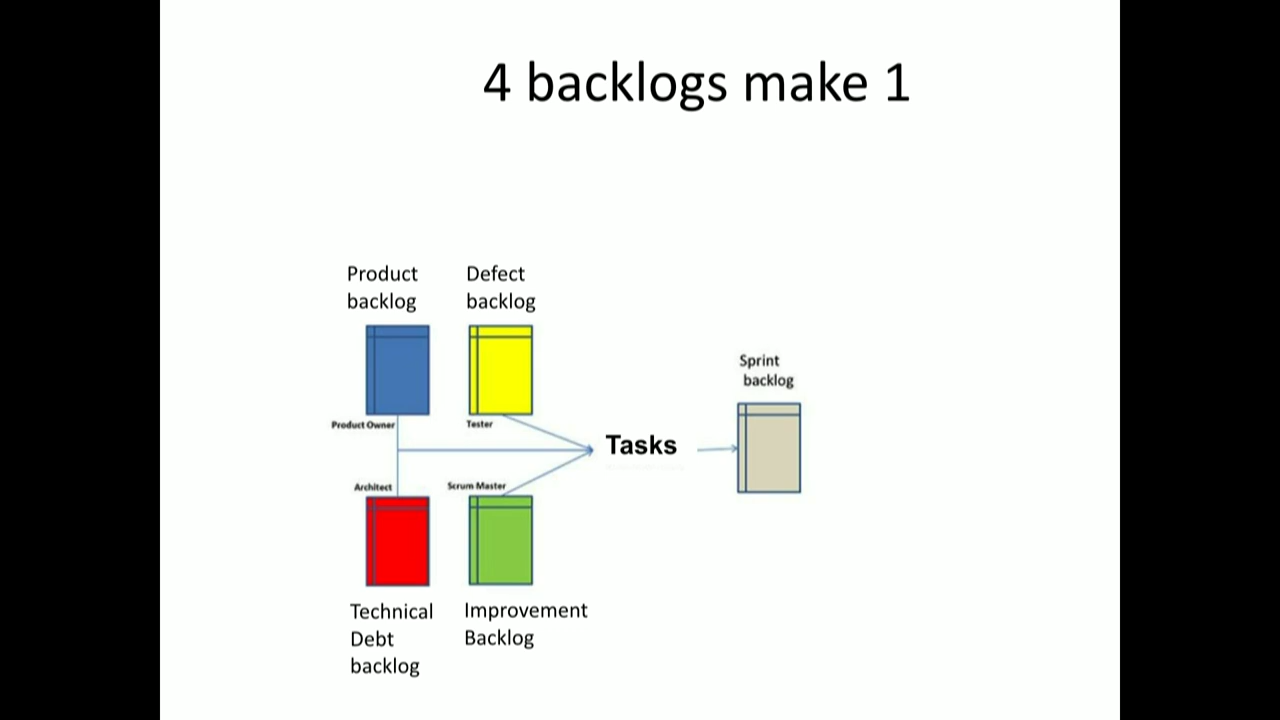 4 backlogs make 1
Product
backlog
Defect
backlog
Product Owner
Tester
Sprint
backlog
Tasks
Architect
Scrum Master
Technical
Debt
backlog
Improvement
Backlog